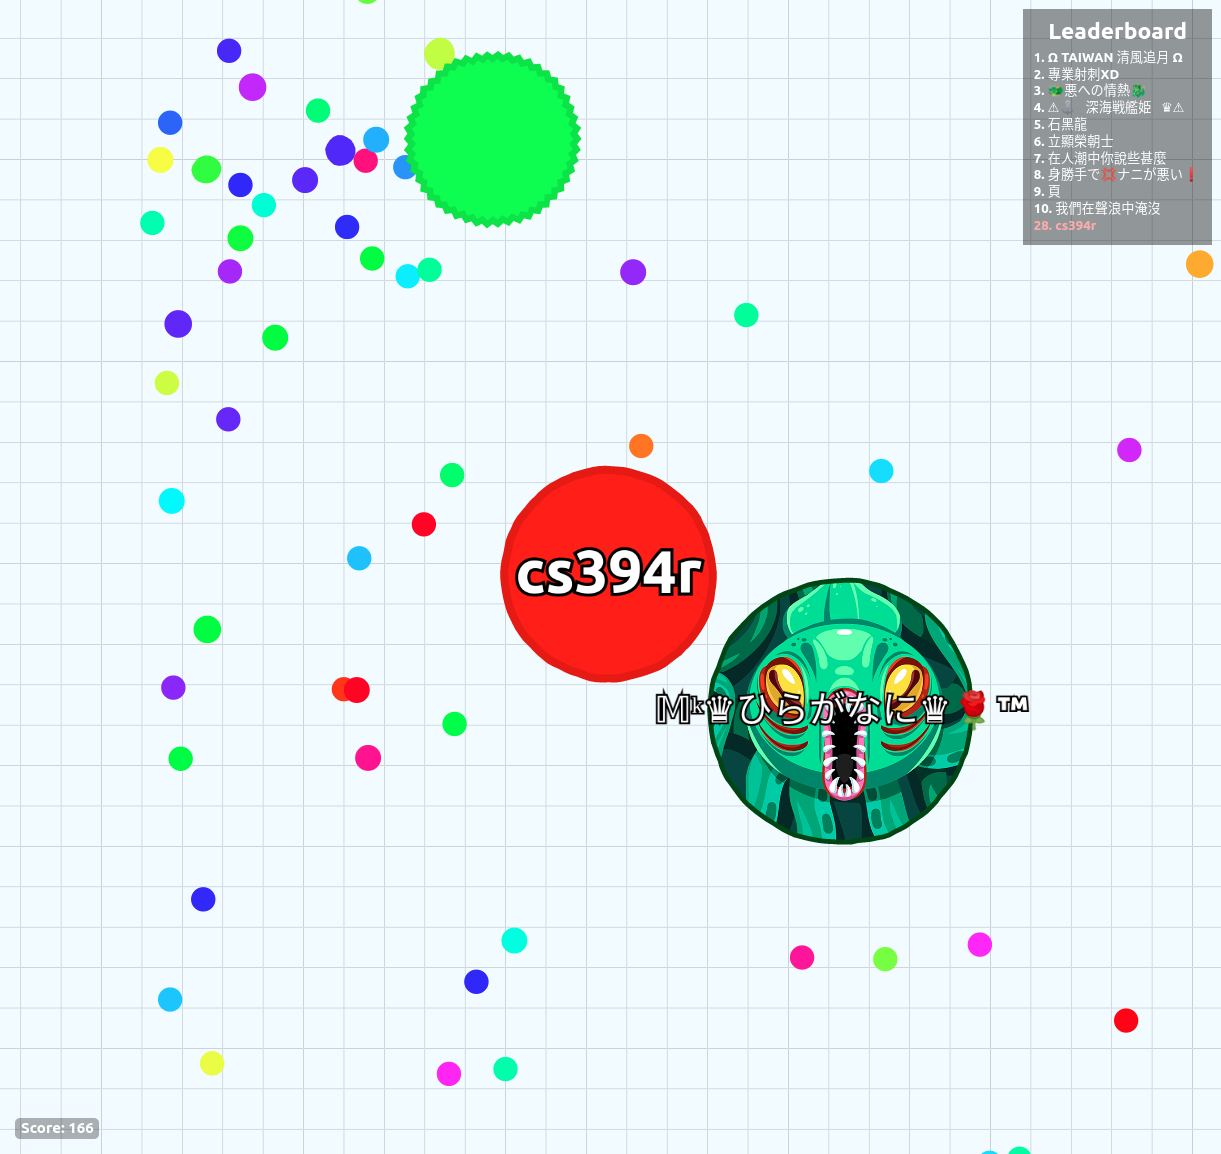 Leaderboard
1. Ω TAIWAN 清風追月 Ω
2. 專業射刺XD
3. 🐲悪への情熱🐉
4. ⚠⚓ 深海戦艦姫 ♛⚠
5. 石黑龍
6. 立顯榮朝士
7. 在人潮中你說些甚麼
8. 身勝手で💢ナニが悪い❗
9. 頁
10. 我們在聲浪中淹沒
28. cs394r
cs394r
𝕄ᵏ♛ひらがなに♛🌹™
Score: 166